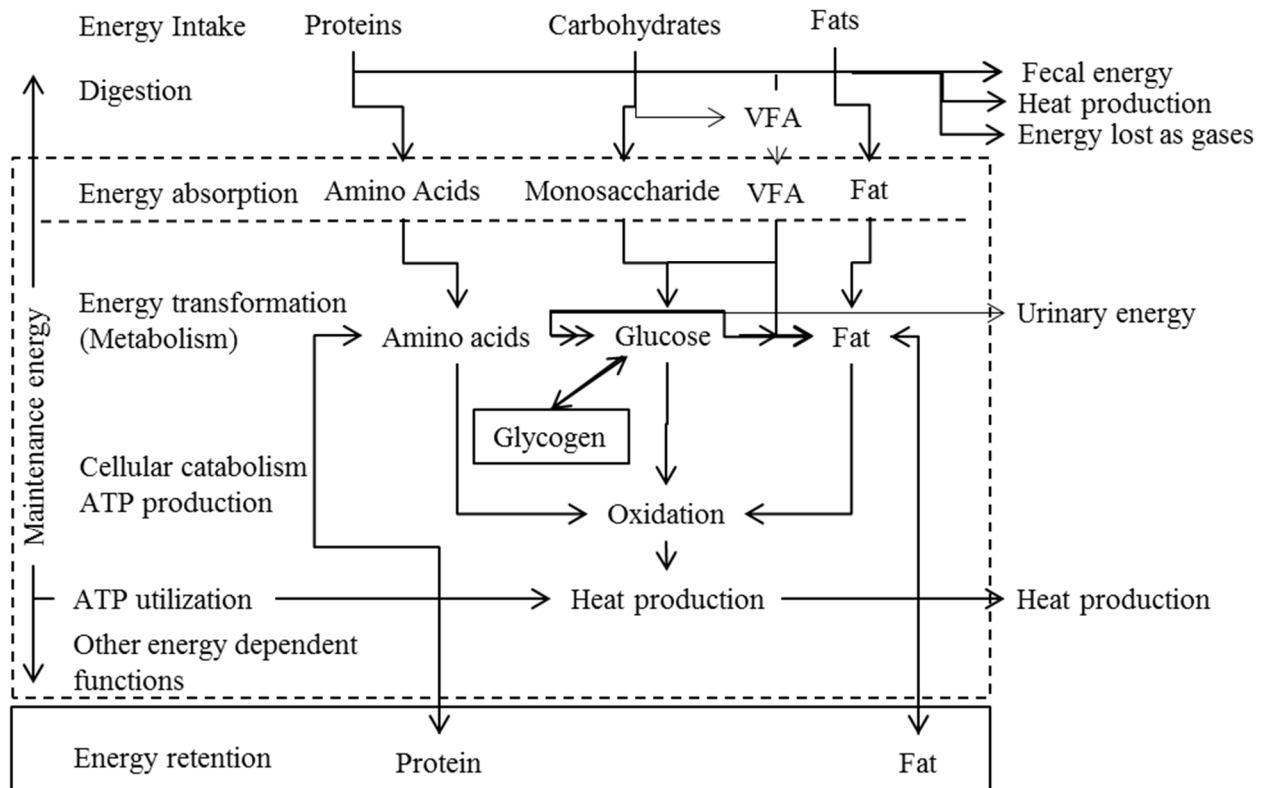 Energy Intake
Proteins
Carbohydrates
Fats
Digestion
VFA
Fecal energy
Heat production
Energy lost as gases
Energy absorption
Amino Acids
Monosaccharide
VFA
Fat
Maintenance energy
Energy transformation
(Metabolism)
Amino acids
Glucose
Fat
Urinary energy
Glycogen
Cellular catabolism
ATP production
Oxidation
ATP utilization
Heat production
Heat production
Other energy dependent
functions
Energy retention
Protein
Fat